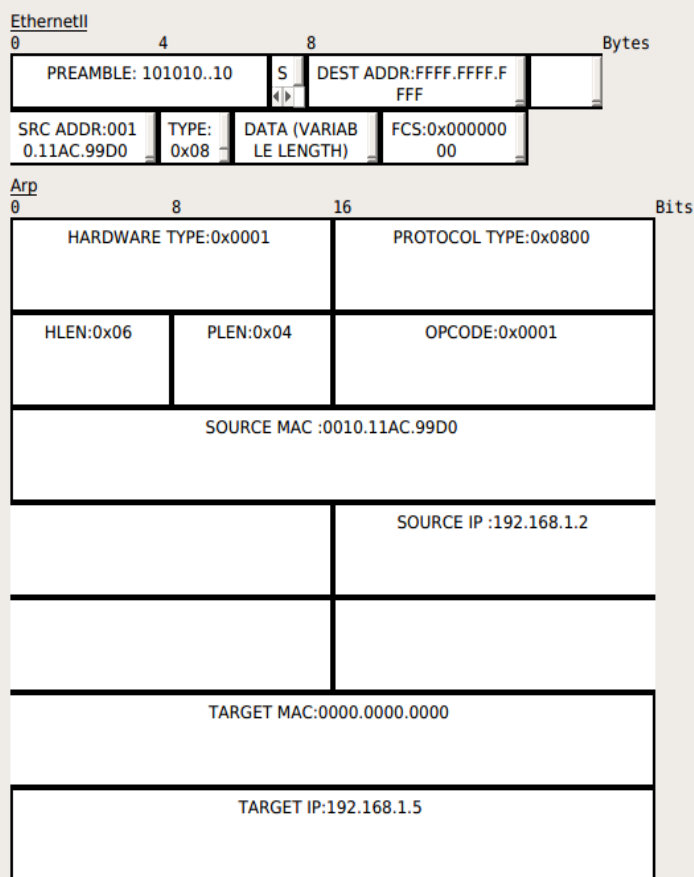 EthernetII
0 4 8 Bytes
PREAMBLE: 101010..10 S DEST ADDR:FFFF.FFFF.F
FFF
SRC ADDR:001 TYPE: DATA (VARIAB FCS:0x000000
0.11AC.99D0 0x08 LE LENGTH) 00
Arp
0 8 16 Bits
HARDWARE TYPE:0x0001 PROTOCOL TYPE:0x0800
HLEN:0x06 PLEN:0x04 OPCODE:0x0001
SOURCE MAC :0010.11AC.99D0
SOURCE IP :192.168.1.2
TARGET MAC:0000.0000.0000
TARGET IP:192.168.1.5